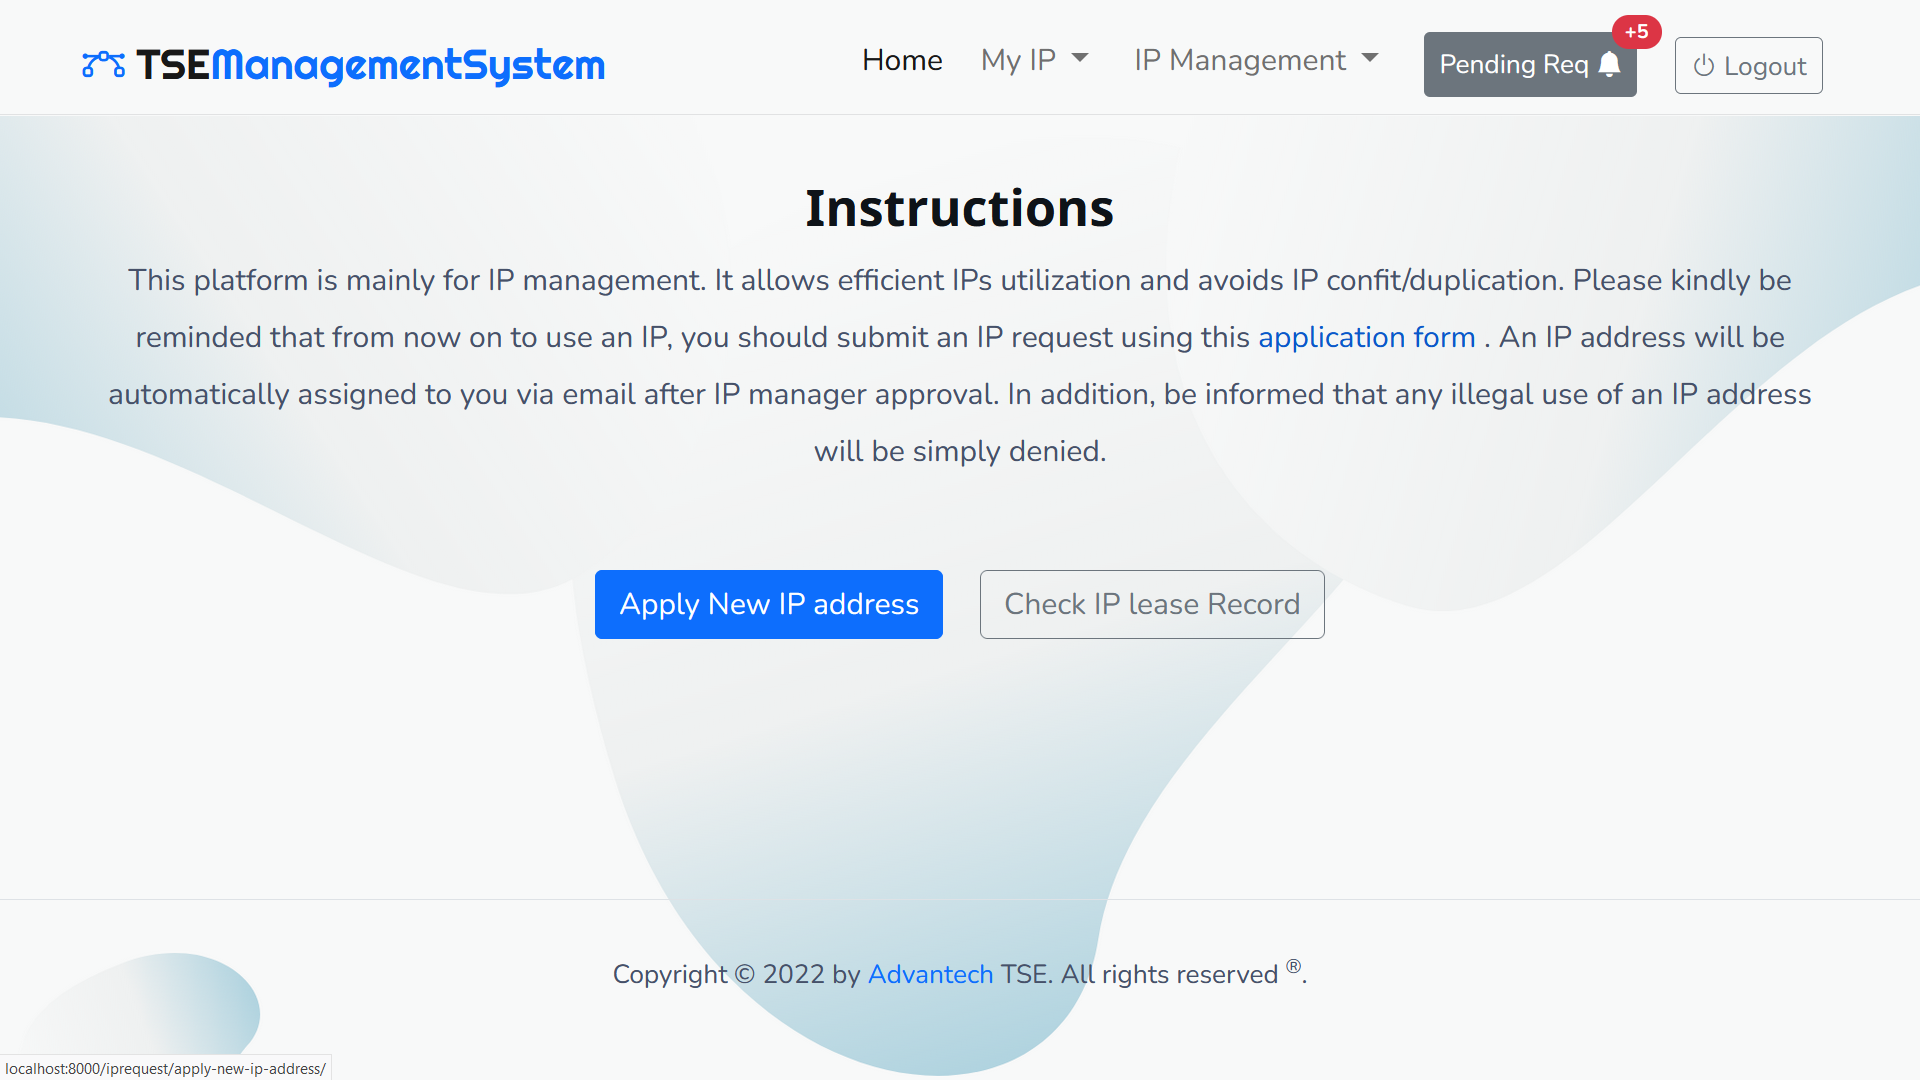 TSEManagementSystem
Home
My IP
IP Management
Pending Req
+5
Logout
Instructions
This platform is mainly for IP management. It allows efficient IPs utilization and avoids IP confit/duplication. Please kindly be
reminded that from now on to use an IP, you should submit an IP request using this application form . An IP address will be
automatically assigned to you via email after IP manager approval. In addition, be informed that any illegal use of an IP address
will be simply denied.
Apply New IP address
Check IP lease Record
Copyright © 2022 by Advantech TSE. All rights reserved ®.
localhost:8000/iprequest/apply-new-ip-address/